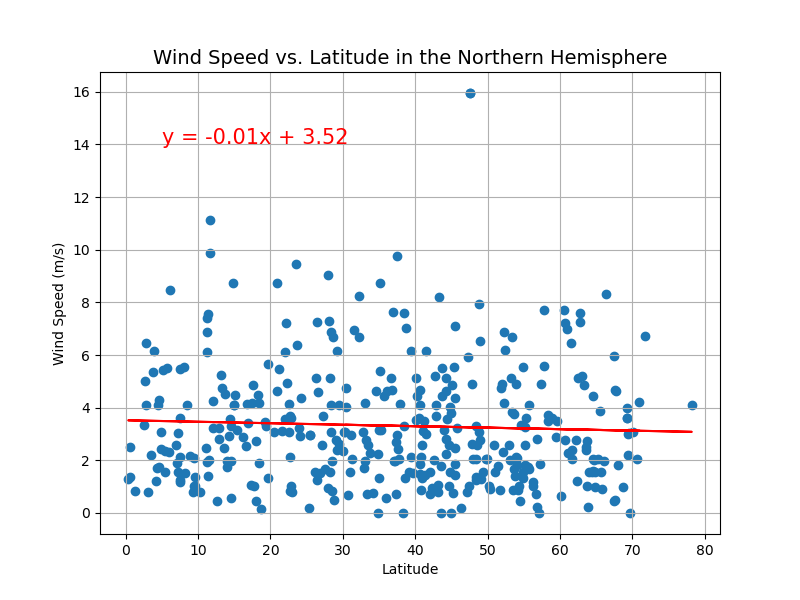 Wind Speed vs. Latitude in the Northern Hemisphere
16
y = -0.01x + 3.52
14
12
10
8
6
4
2
0
Wind Speed (m/s)
0 10 20 30 40 50 60 70 80
Latitude